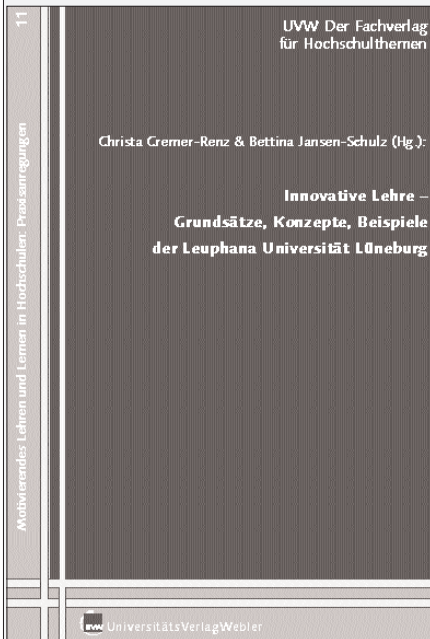 UVW Der Fachverlag
für Hochschulthemen
Christa Cremer-Renz & Bettina Jansen-Schulz (Hg.):
Innovative Lehre –
Grundsätze, Konzepte, Beispiele
der Leuphana Universität Lüneburg
11
Motivierendes Lehren und Lernen in Hochschulen: Praxisanregungen
UVW UniversitätsVerlagWebler